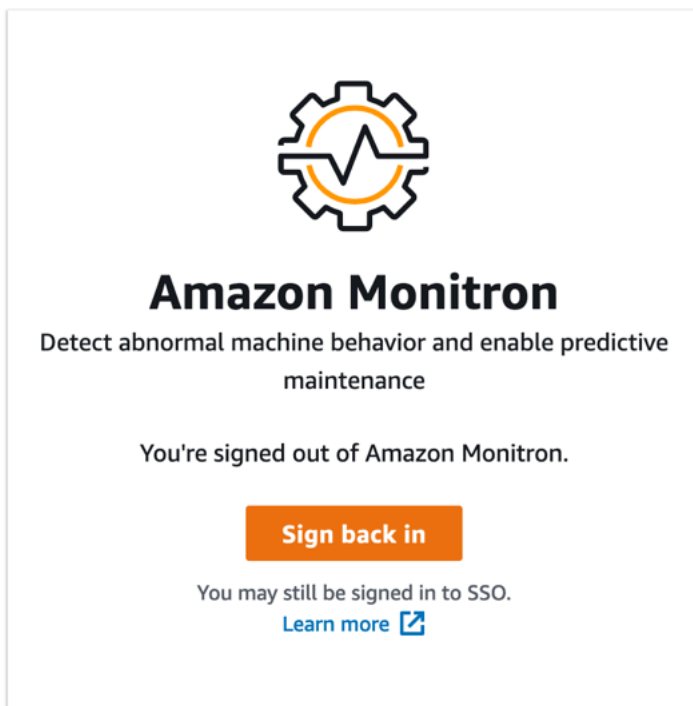 Amazon Monitron
Detect abnormal machine behavior and enable predictive
maintenance
You're signed out of Amazon Monitron.
Sign back in
You may still be signed in to SSO.
Learn more